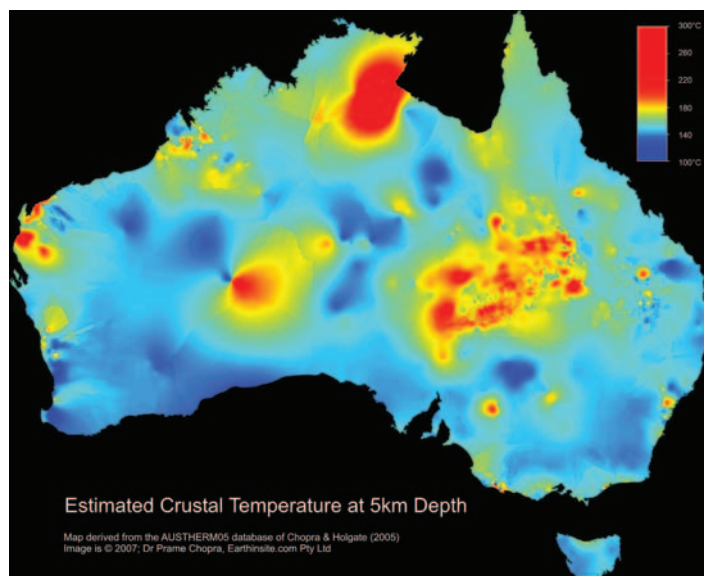 300°C
260
220
180
140
100°C
Estimated Crustal Temperature at 5km Depth
Map derived from the AUSTHERM05 database of Chopra & Holgate (2005)
Image is © 2007; Dr Prame Chopra, Earthinsite.com Pty Ltd